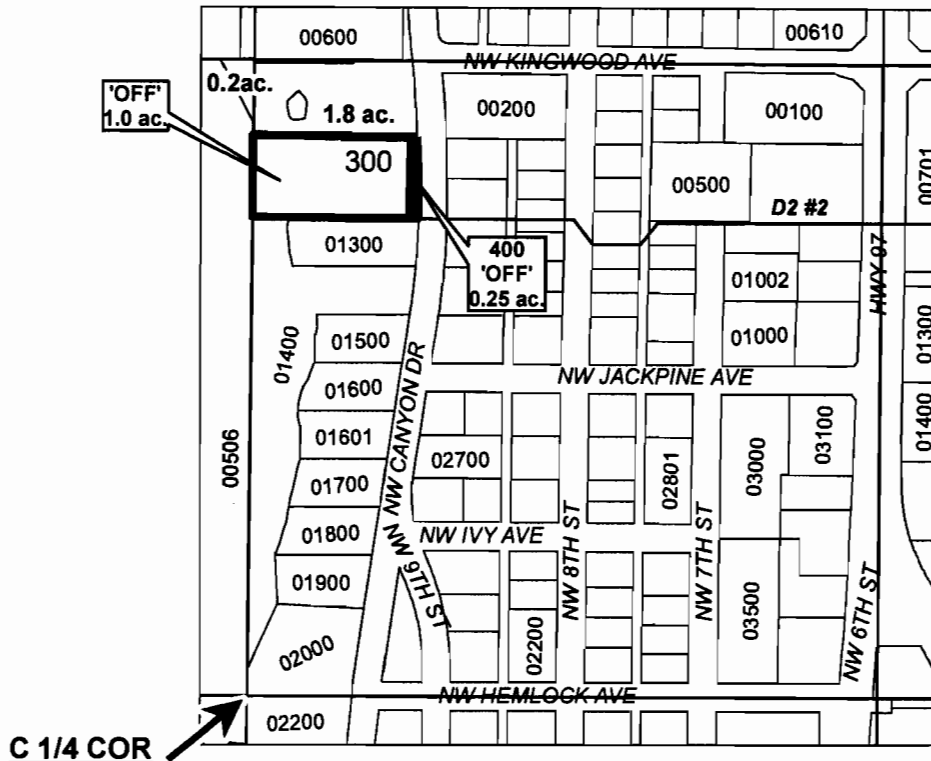 00600
00610
NW KINGWOOD AVE
0.2ac.
'OFF'
1.0 ac.
1.8 ac.
00200
00100
300
00500
00701
D2 #2
01300
400
'OFF'
0.25 ac.
01002
HWY 97
01400
01500
01000
01300
NW JACKPINE AVE
01600
NW CANYON DR
01601
02700
02801
03000
03100
01400
00506
01700
01800
NW IVY AVE
NW 8TH ST
NW 7TH ST
01900
NW 9TH ST
02200
03500
NW 6TH ST
02000
NW HEMLOCK AVE
02200
C 1/4 COR